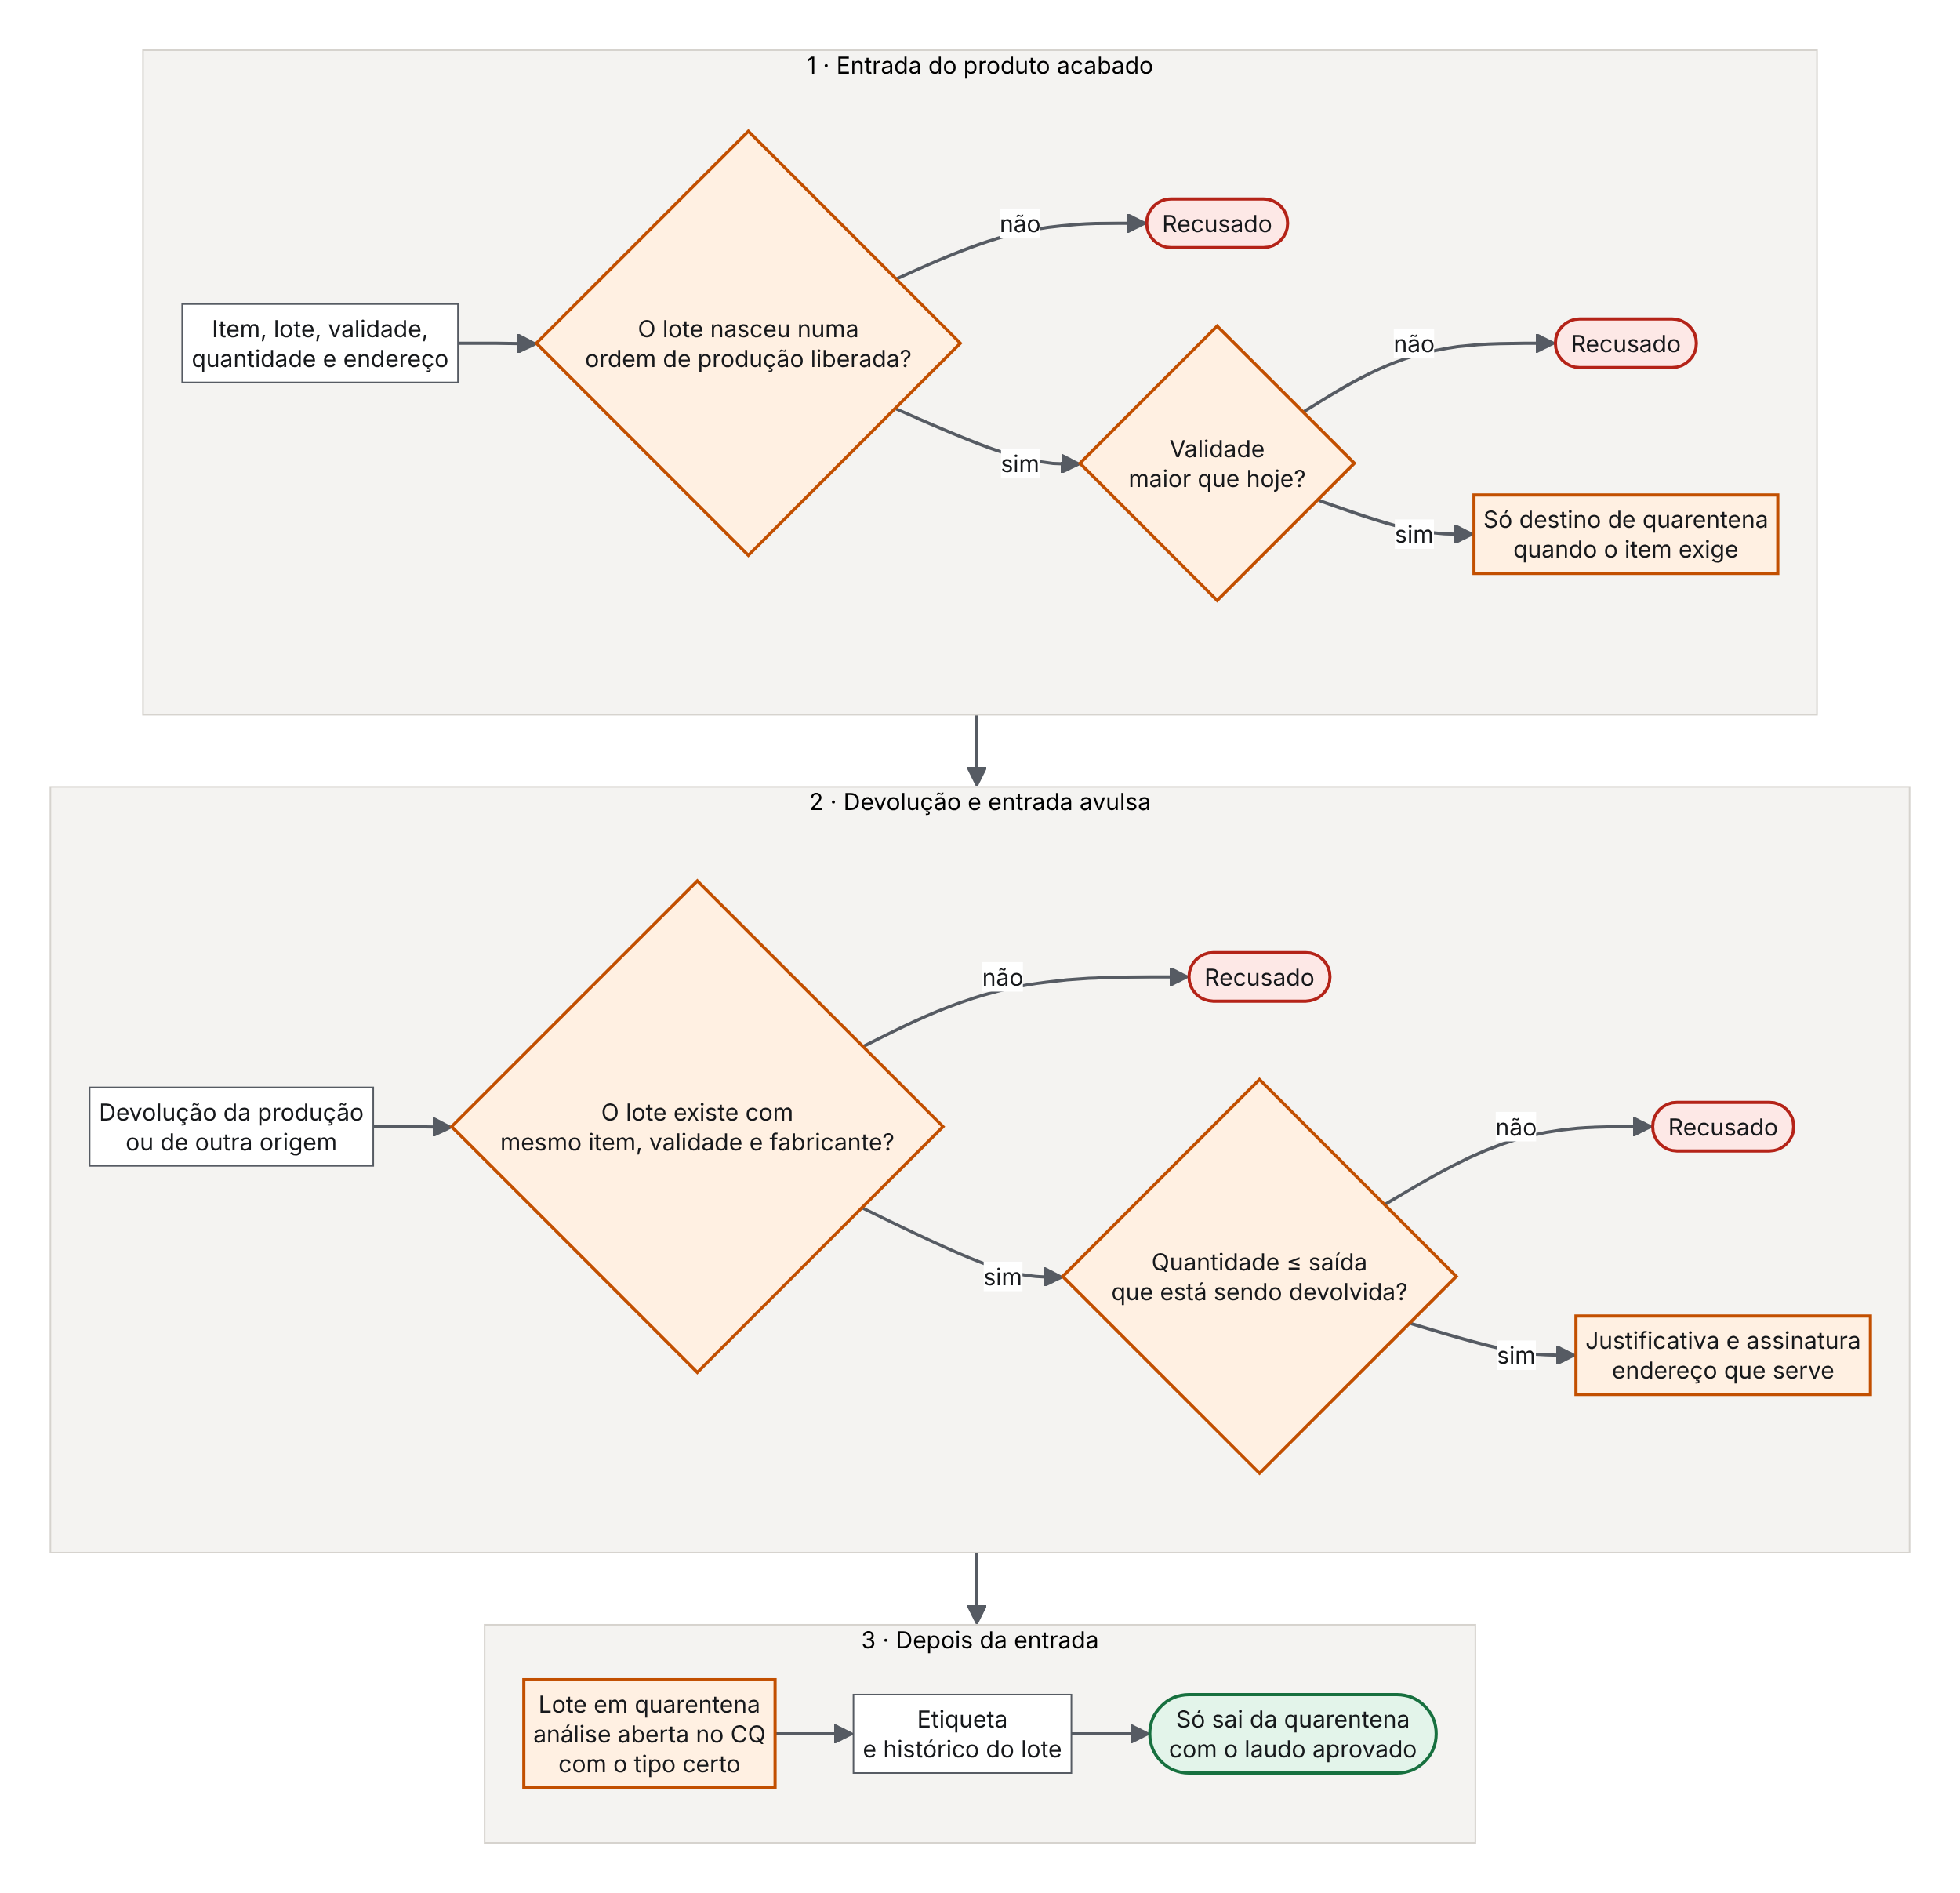 1 · Entrada do produto acabado
não
Recusado
Item, lote, validade,
quantidade e endereço
O lote nasceu numa
ordem de produção liberada?
não
Recusado
sim
Validade
maior que hoje?
sim
Só destino de quarentena
quando o item exige
2 · Devolução e entrada avulsa
não
Recusado
Devolução da produção
ou de outra origem
O lote existe com
mesmo item, validade e fabricante?
não
Recusado
sim
Quantidade ≤ saída
que está sendo devolvida?
sim
Justificativa e assinatura
endereço que serve
3 · Depois da entrada
Lote em quarentena
análise aberta no CQ
com o tipo certo
Etiqueta
e histórico do lote
Só sai da quarentena
com o laudo aprovado